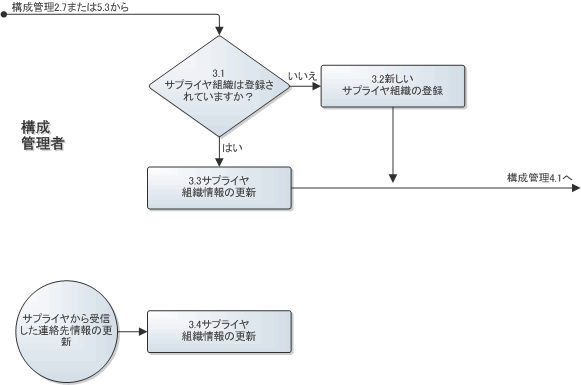 構成管理2.7または5.3から
3.1
サプライヤ組織は登録さ
れていますか？
いいえ
3.2新しい
サプライヤ組織の登録
構成
管理者
はい
3.3サプライヤ
組織情報の更新
構成管理4.1へ
サプライヤから受信
した連絡先情報の更
新
3.4サプライヤ
組織情報の更新